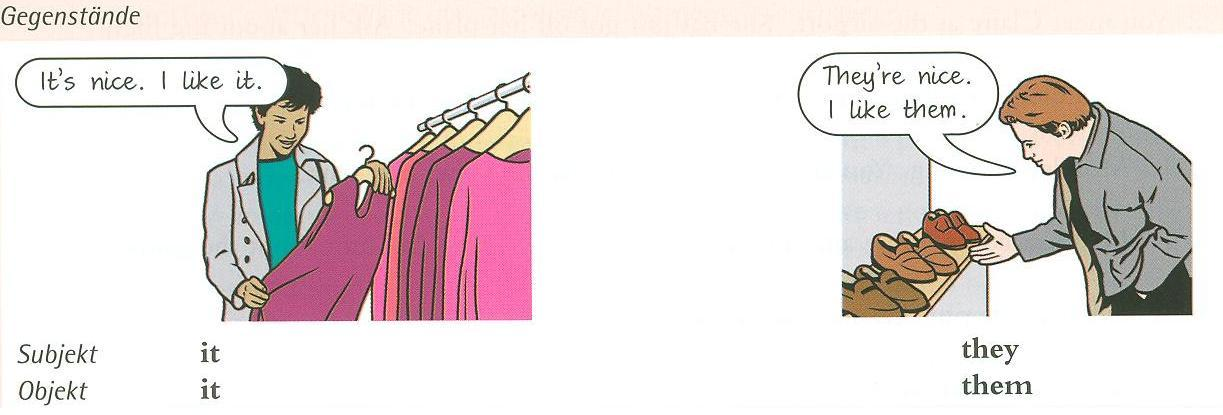 Gegenstände
It's nice. I like it.
They're nice.
I like them.
Subjekt it they
Objekt it them